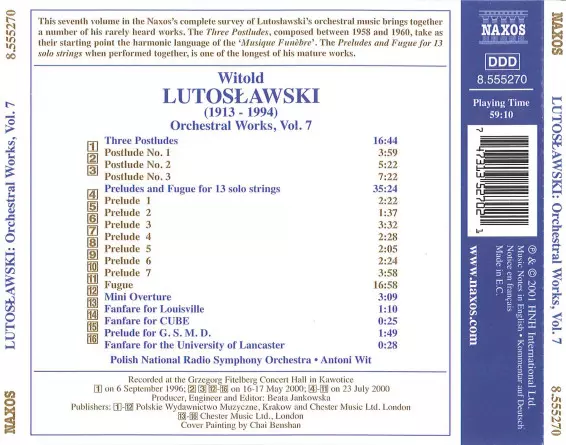 8.555270
LUTOSŁAWSKI: Orchestral Works, Vol. 7
NAXOS
This seventh volume in the Naxos's complete survey of Lutosławski's orchestral music brings together
a number of his rarely heard works. The Three Postludes, composed between 1958 and 1960, take as
their starting point the harmonic language of the 'Musique Funèbre'. The Preludes and Fugue for 13
solo strings when performed together, is one of the longest of his mature works.
Witold
LUTOSŁAWSKI
(1913 - 1994)
Orchestral Works, Vol. 7
Three Postludes 16:44
1 Postlude No. 1 3:59
2 Postlude No. 2 5:22
3 Postlude No. 3 7:22
Preludes and Fugue for 13 solo strings 35:24
4 Prelude 1 2:22
5 Prelude 2 1:37
6 Prelude 3 3:32
7 Prelude 4 2:28
8 Prelude 5 2:05
9 Prelude 6 2:24
10 Prelude 7 3:58
11 Fugue 16:58
12 Mini Overture 3:09
13 Fanfare for Louisville 1:10
14 Fanfare for CUBE 0:25
15 Prelude for G. S. M. D. 1:49
16 Fanfare for the University of Lancaster 0:28
Polish National Radio Symphony Orchestra • Antoni Wit
Recorded at the Grzegorz Fitelberg Concert Hall in Kawotice
1 on 6 September 1996; 2 3 12-16 on 16-17 May 2000; 4-11 on 23 July 2000
Producer, Engineer and Editor: Beata Jankowska
Publishers: 1-12 Polskie Wydawnictwo Muzyczne, Krakow and Chester Music Ltd. London
13-16 Chester Music Ltd., London
Cover Painting by Chai Benshan
NAXOS
DDD
8.555270
Playing Time
59:10
7 47313 52702 1
www.naxos.com
℗ & © 2001 HNH International Ltd.
Music Notes in English • Kommentar auf Deutsch
Notice en français
Made in E.C.
NAXOS
LUTOSŁAWSKI: Orchestral Works, Vol. 7
8.555270